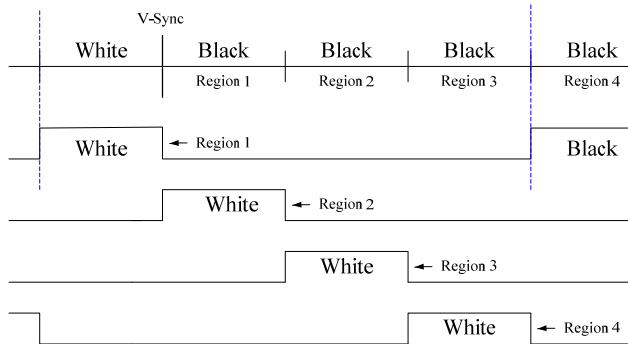 V-Sync
White Black Black Black Black
Region 1 Region 2 Region 3 Region 4
White Region 1 Black
White Region 2
White Region 3
White Region 4